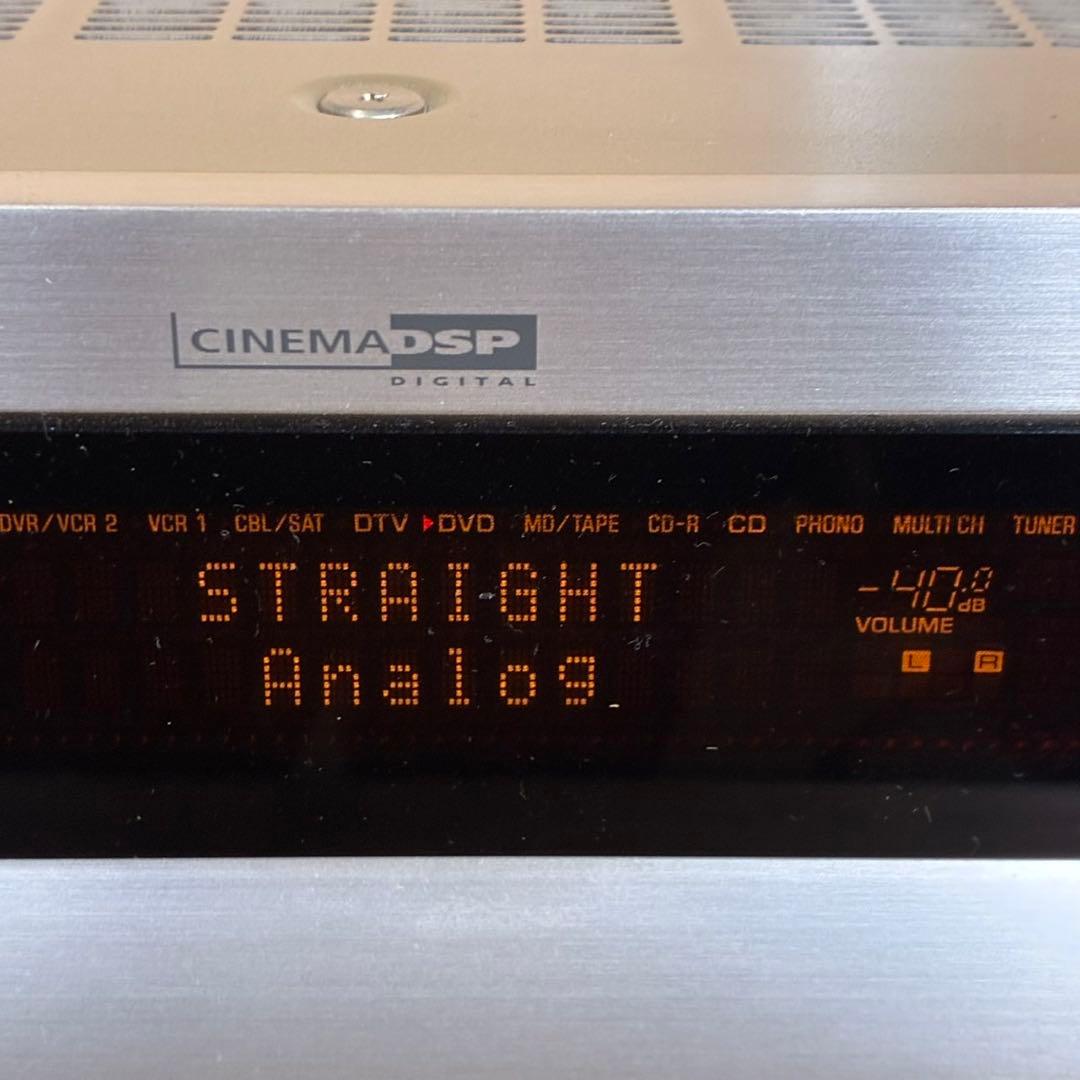 CINEMA DSP
DIGITAL
DVR/VCR 2 VCR 1 CBL/SAT DTV DVD MD/TAPE CD-R CD PHONO MULTI CH TUNER
STRAIGHT
-40.0 dB
VOLUME
Analog
L R